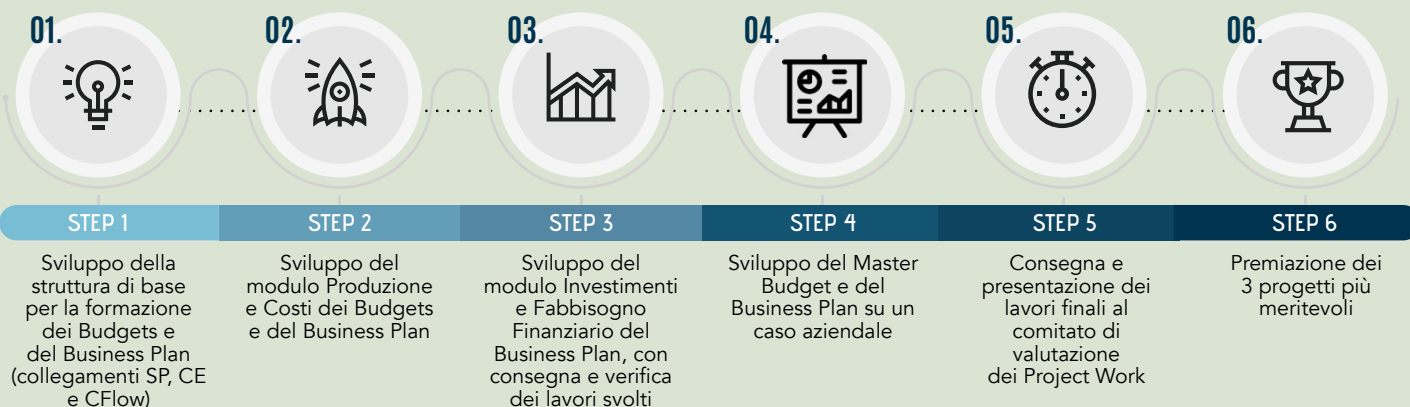 01.
02.
03.
04.
05.
06.
STEP 1
STEP 2
STEP 3
STEP 4
STEP 5
STEP 6
Sviluppo della
struttura di base
per la formazione
dei Budgets e
del Business Plan
(collegamenti SP, CE
e CFlow)
Sviluppo del
modulo Produzione
e Costi dei Budgets
e del Business Plan
Sviluppo del
modulo Investimenti
e Fabbisogno
Finanziario del
Business Plan, con
consegna e verifica
dei lavori svolti
Sviluppo del Master
Budget e del
Business Plan su un
caso aziendale
Consegna e
presentazione dei
lavori finali al
comitato di
valutazione
dei Project Work
Premiazione dei
3 progetti più
meritevoli